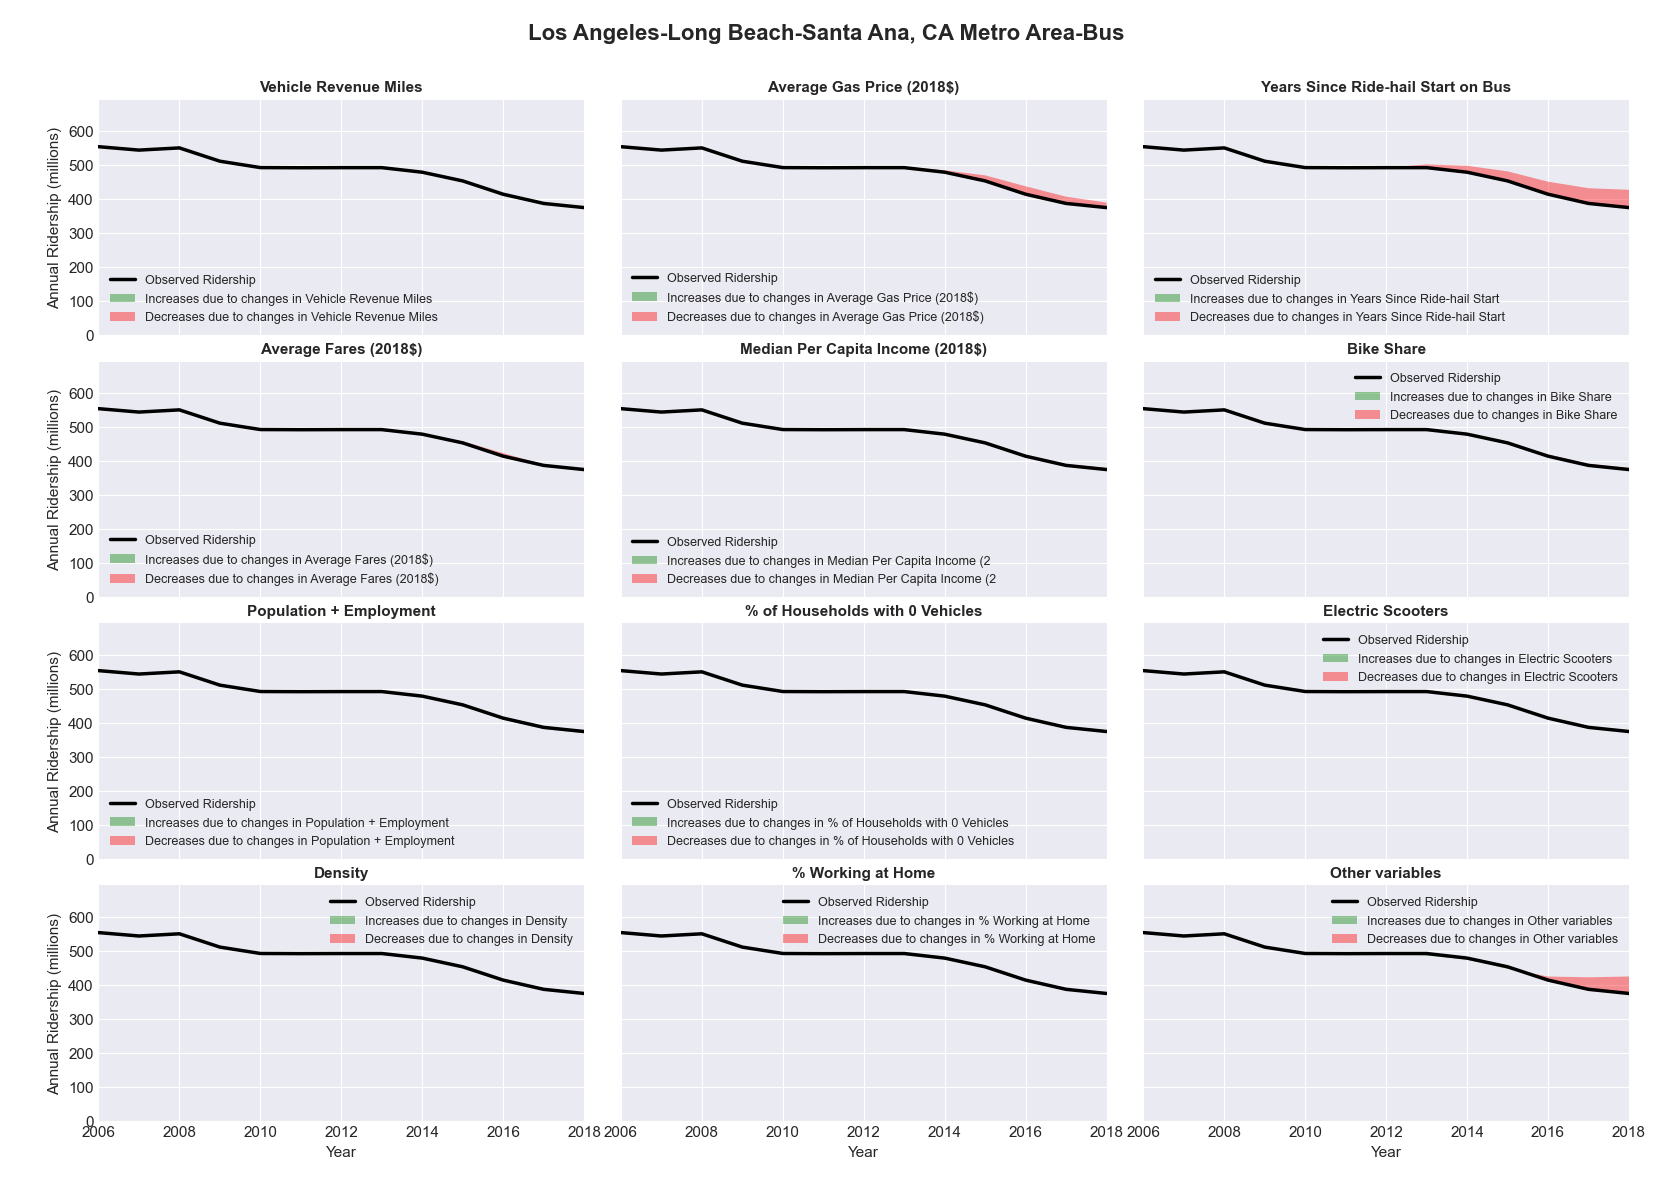 Los Angeles-Long Beach-Santa Ana, CA Metro Area-Bus
Vehicle Revenue Miles
Annual Ridership (millions)
600
500
400
300
200
100
0
Observed Ridership
Increases due to changes in Vehicle Revenue Miles
Decreases due to changes in Vehicle Revenue Miles
Average Gas Price (2018$)
Observed Ridership
Increases due to changes in Average Gas Price (2018$)
Decreases due to changes in Average Gas Price (2018$)
Years Since Ride-hail Start on Bus
Observed Ridership
Increases due to changes in Years Since Ride-hail Start
Decreases due to changes in Years Since Ride-hail Start
Average Fares (2018$)
Annual Ridership (millions)
600
500
400
300
200
100
0
Observed Ridership
Increases due to changes in Average Fares (2018$)
Decreases due to changes in Average Fares (2018$)
Median Per Capita Income (2018$)
Observed Ridership
Increases due to changes in Median Per Capita Income (2
Decreases due to changes in Median Per Capita Income (2
Bike Share
Observed Ridership
Increases due to changes in Bike Share
Decreases due to changes in Bike Share
Population + Employment
Annual Ridership (millions)
600
500
400
300
200
100
0
Observed Ridership
Increases due to changes in Population + Employment
Decreases due to changes in Population + Employment
% of Households with 0 Vehicles
Observed Ridership
Increases due to changes in % of Households with 0 Vehicles
Decreases due to changes in % of Households with 0 Vehicles
Electric Scooters
Observed Ridership
Increases due to changes in Electric Scooters
Decreases due to changes in Electric Scooters
Density
Annual Ridership (millions)
600
500
400
300
200
100
0
Observed Ridership
Increases due to changes in Density
Decreases due to changes in Density
2006 2008 2010 2012 2014 2016 2018
Year
% Working at Home
Observed Ridership
Increases due to changes in % Working at Home
Decreases due to changes in % Working at Home
2006 2008 2010 2012 2014 2016 2018
Year
Other variables
Observed Ridership
Increases due to changes in Other variables
Decreases due to changes in Other variables
2006 2008 2010 2012 2014 2016 2018
Year